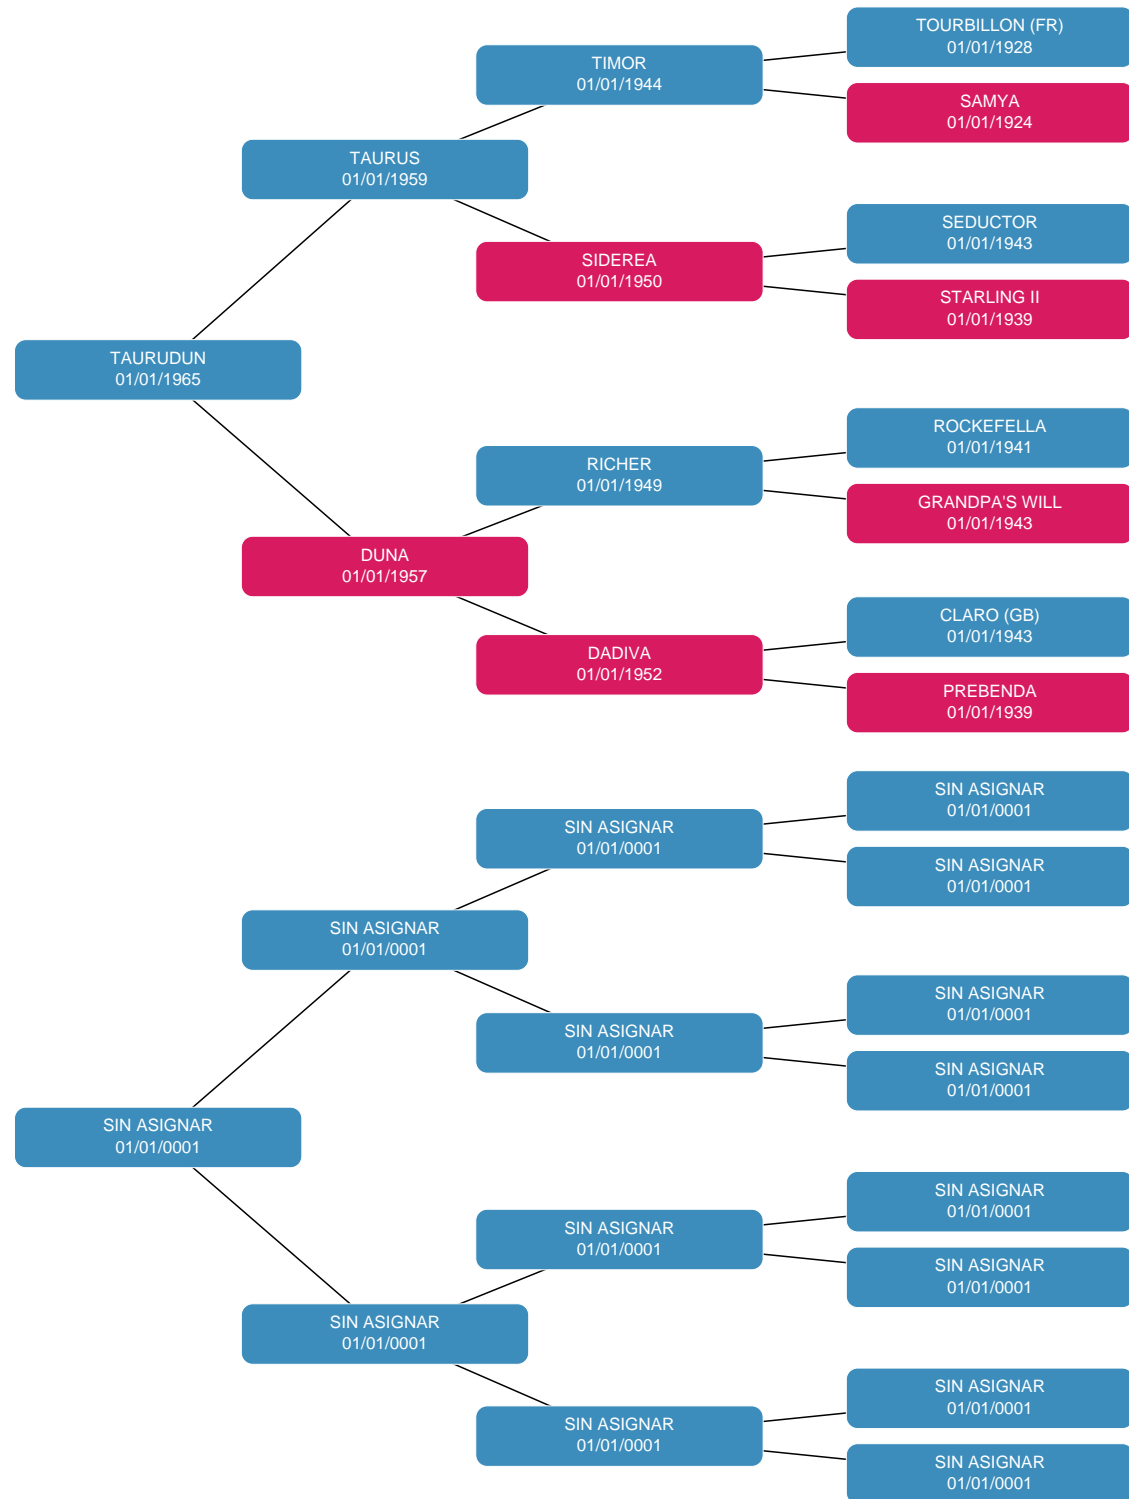 TOURBILLON (FR)
01/01/1928
TIMOR
01/01/1944
SAMYA
01/01/1924
TAURUS
01/01/1959
SEDUCTOR
01/01/1943
SIDEREA
01/01/1950
STARLING II
01/01/1939
TAURUDUN
01/01/1965
ROCKEFELLA
01/01/1941
RICHER
01/01/1949
GRANDPA'S WILL
01/01/1943
DUNA
01/01/1957
CLARO (GB)
01/01/1943
DADIVA
01/01/1952
PREBENDA
01/01/1939
SIN ASIGNAR
01/01/0001
SIN ASIGNAR
01/01/0001
SIN ASIGNAR
01/01/0001
SIN ASIGNAR
01/01/0001
SIN ASIGNAR
01/01/0001
SIN ASIGNAR
01/01/0001
SIN ASIGNAR
01/01/0001
SIN ASIGNAR
01/01/0001
SIN ASIGNAR
01/01/0001
SIN ASIGNAR
01/01/0001
SIN ASIGNAR
01/01/0001
SIN ASIGNAR
01/01/0001
SIN ASIGNAR
01/01/0001
SIN ASIGNAR
01/01/0001
SIN ASIGNAR
01/01/0001